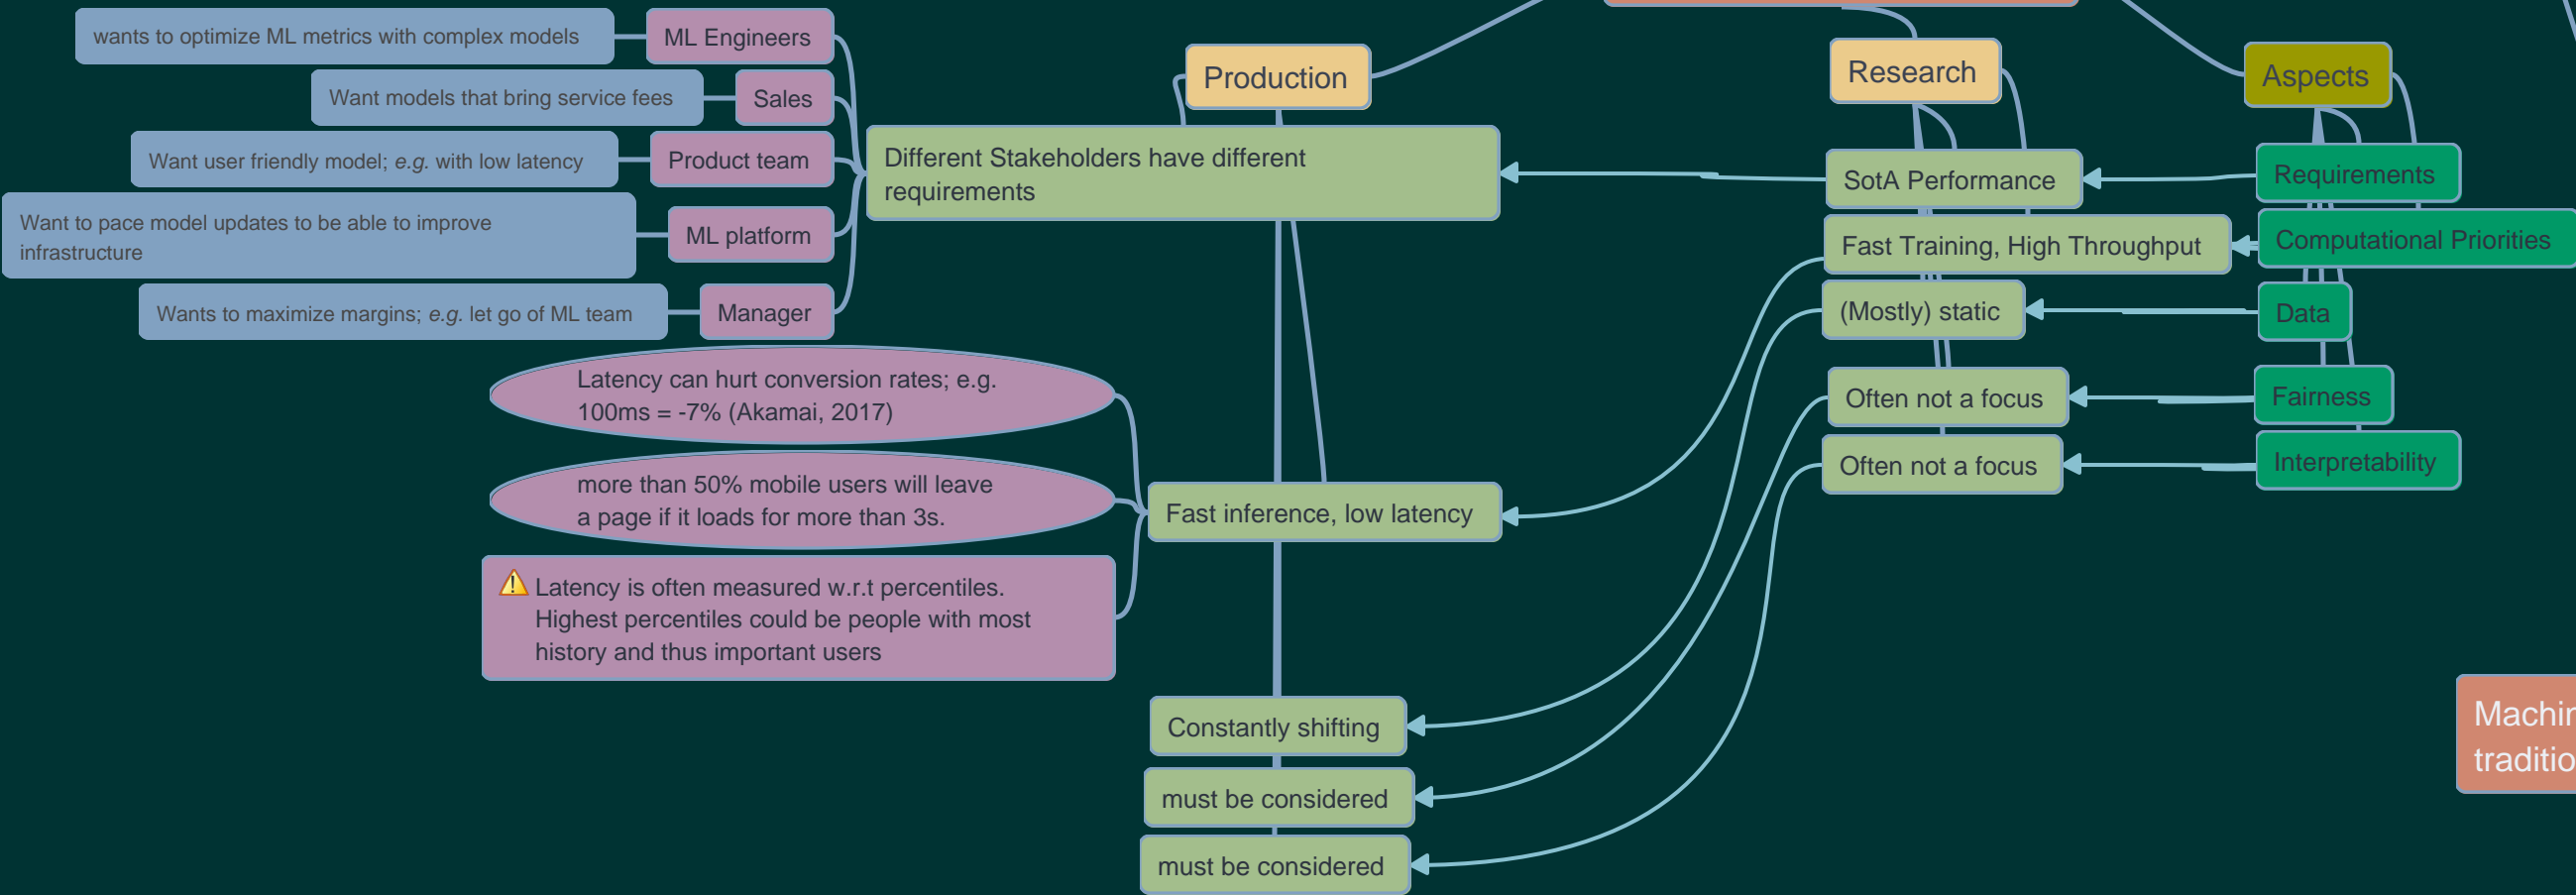 wants to optimize ML metrics with complex models
ML Engineers
Want models that bring service fees
Sales
Want user friendly model; e.g. with low latency
Product team
Want to pace model updates to be able to improve
infrastructure
ML platform
Wants to maximize margins; e.g. let go of ML team
Manager
Production
Different Stakeholders have different
requirements
Latency can hurt conversion rates; e.g.
100ms = -7% (Akamai, 2017)
more than 50% mobile users will leave
a page if it loads for more than 3s.
Latency is often measured w.r.t percentiles.
Highest percentiles could be people with most
history and thus important users
Fast inference, low latency
Constantly shifting
must be considered
must be considered
Research
SotA Performance
Fast Training, High Throughput
(Mostly) static
Often not a focus
Often not a focus
Aspects
Requirements
Computational Priorities
Data
Fairness
Interpretability